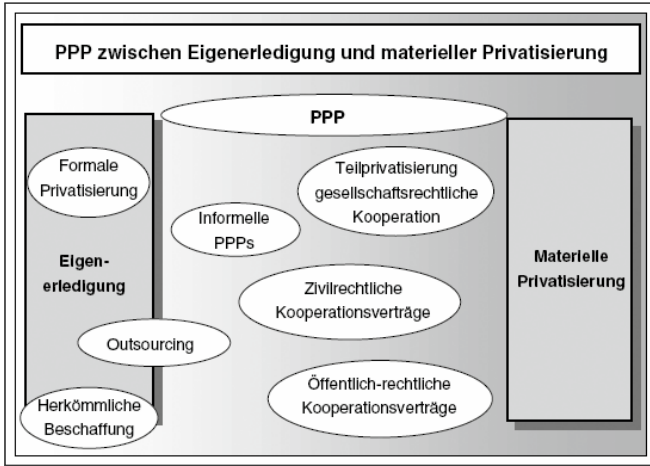 PPP zwischen Eigenerledigung und materieller Privatisierung
PPP
Formale
Privatisierung
Teilprivatisierung
gesellschaftsrechtliche
Kooperation
Informelle
PPPs
Eigen-
erledigung
Materielle
Privatisierung
Zivilrechtliche
Kooperationsverträge
Outsourcing
Öffentlich-rechtliche
Kooperationsverträge
Herkömmliche
Beschaffung